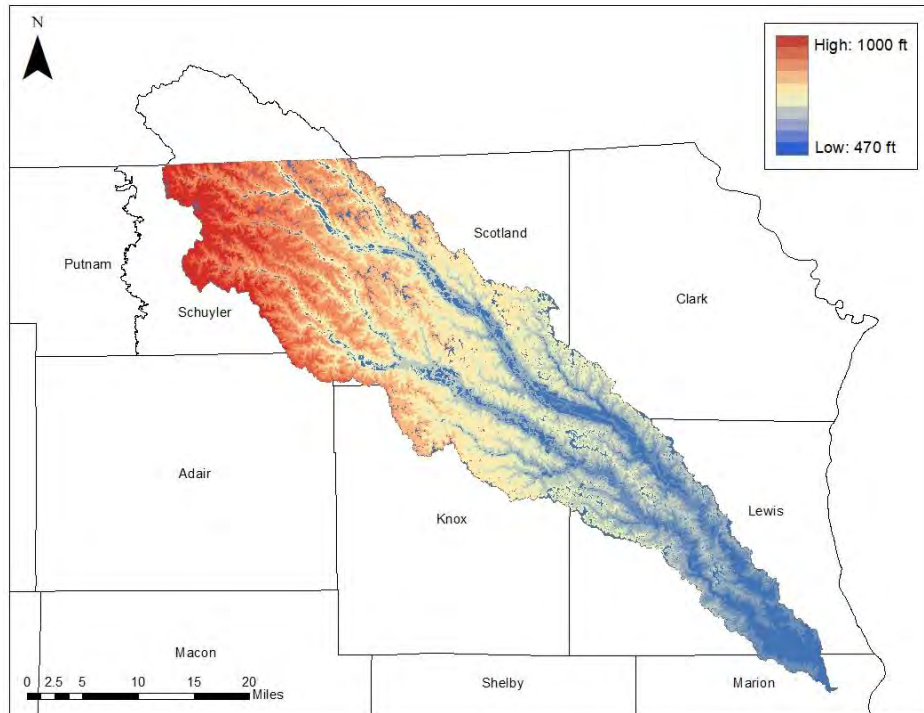 N
High: 1000 ft
Low: 470 ft
Scotland
Putnam
Clark
Schuyler
Adair
Lewis
Knox
Macon
0 2.5 5 10 15 20
Miles
Shelby
Marion